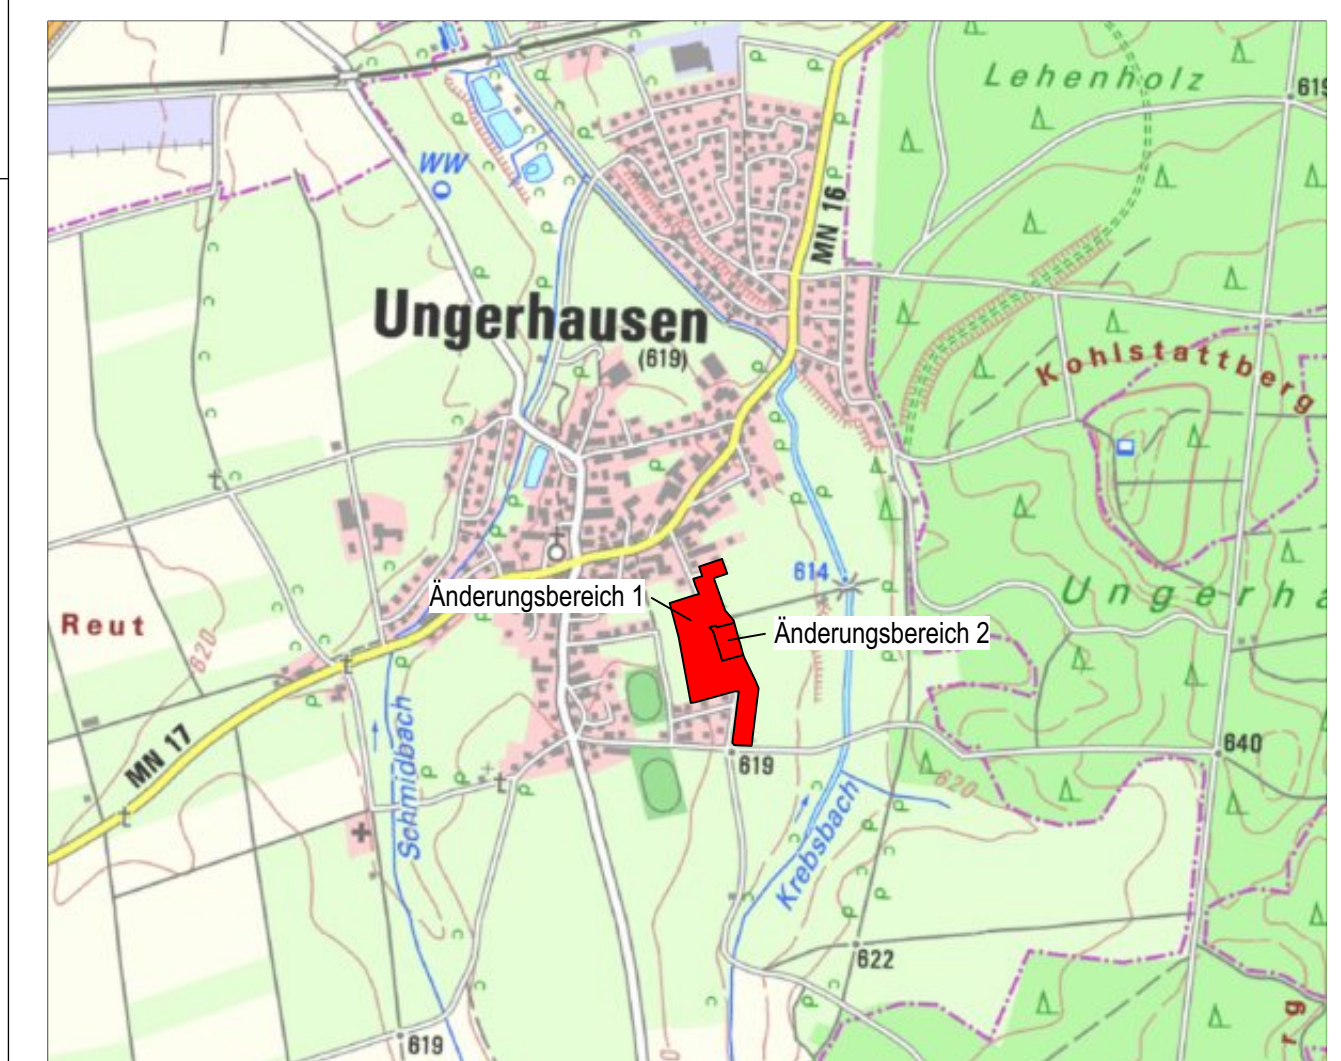 Lehenholz
619
WW
MN 16
Ungerhausen
(619)
Kohlstattberg
614
Ungerha
Änderungsbereich 1
Änderungsbereich 2
Reut
620
Schmidbach
MN 17
619
640
620
Krebsbach
622
619
rg